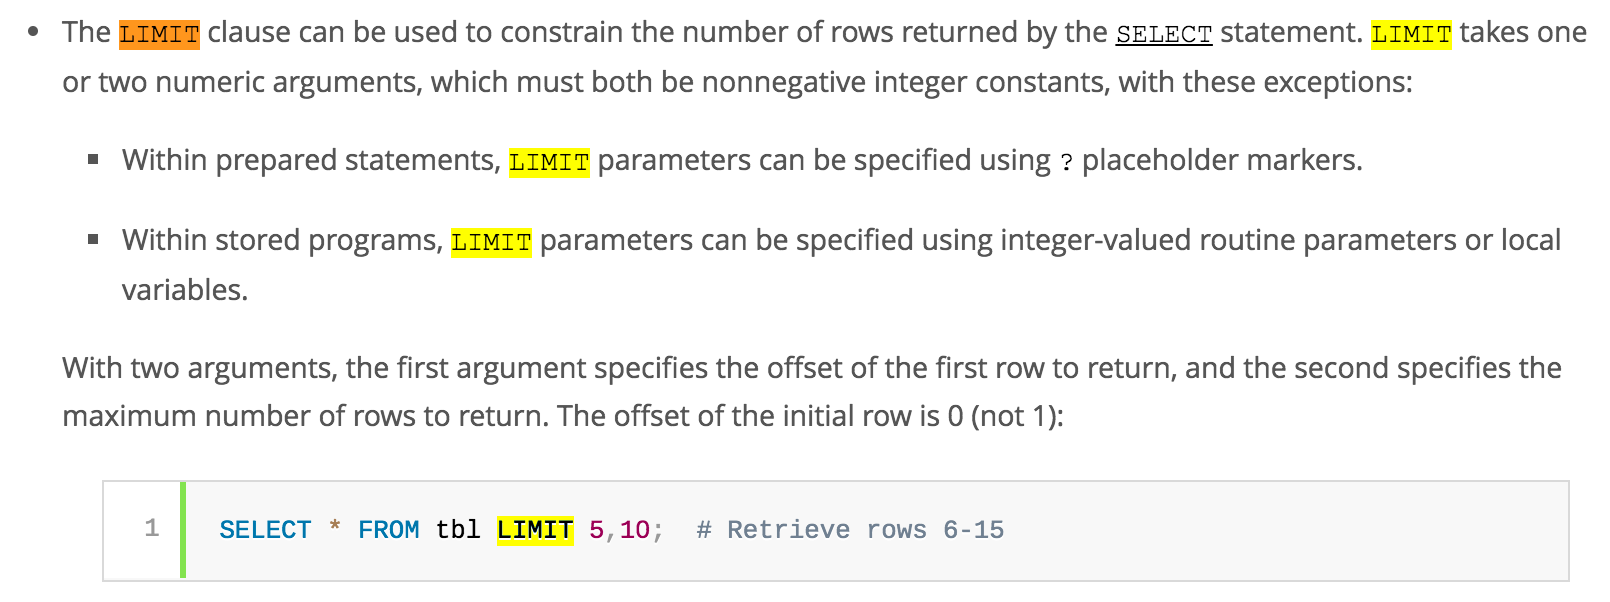 • The LIMIT clause can be used to constrain the number of rows returned by the SELECT statement. LIMIT takes one
or two numeric arguments, which must both be nonnegative integer constants, with these exceptions:
▪ Within prepared statements, LIMIT parameters can be specified using ? placeholder markers.
▪ Within stored programs, LIMIT parameters can be specified using integer-valued routine parameters or local
variables.
With two arguments, the first argument specifies the offset of the first row to return, and the second specifies the
maximum number of rows to return. The offset of the initial row is 0 (not 1):
1 SELECT * FROM tbl LIMIT 5,10; # Retrieve rows 6-15